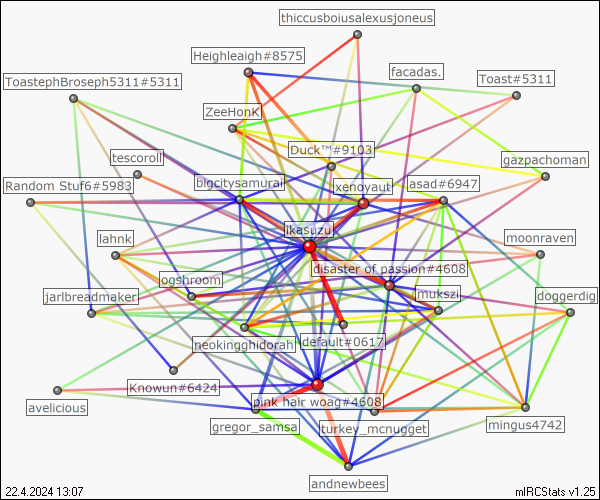 thiccusboiusalexusjoneus
Heighleaigh#8575
facadas.
Toast#5311
ToastephBroseph5311#5311
ZeeHonK
Duck™#9103
gazpachoman
tescoroll
Random Stuf6#5983
bigcitysamurai
xenoyaut
asad#6947
ikasuzu
lahnk
moonraven
disaster of passion#4608
ogshroom
mukszi
jarlbreadmaker
doggerdig
neokingghidorah
default#0617
Knowun#6424
pink hair woag#4608
avelicious
gregor_samsa
turkey_mcnugget
mingus4742
andnewbees
22.4.2024 13:07
mIRCStats v1.25